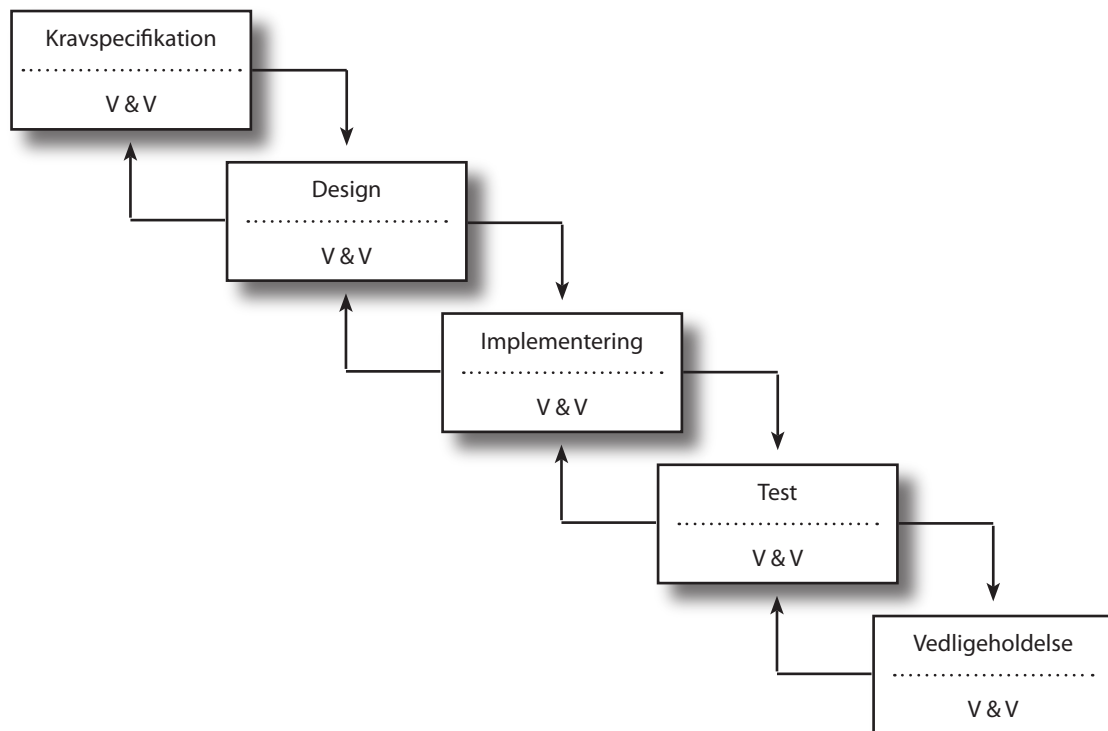 Kravspecifikation
V & V
Design
V & V
Implementering
V & V
Test
V & V
Vedligeholdelse
V & V